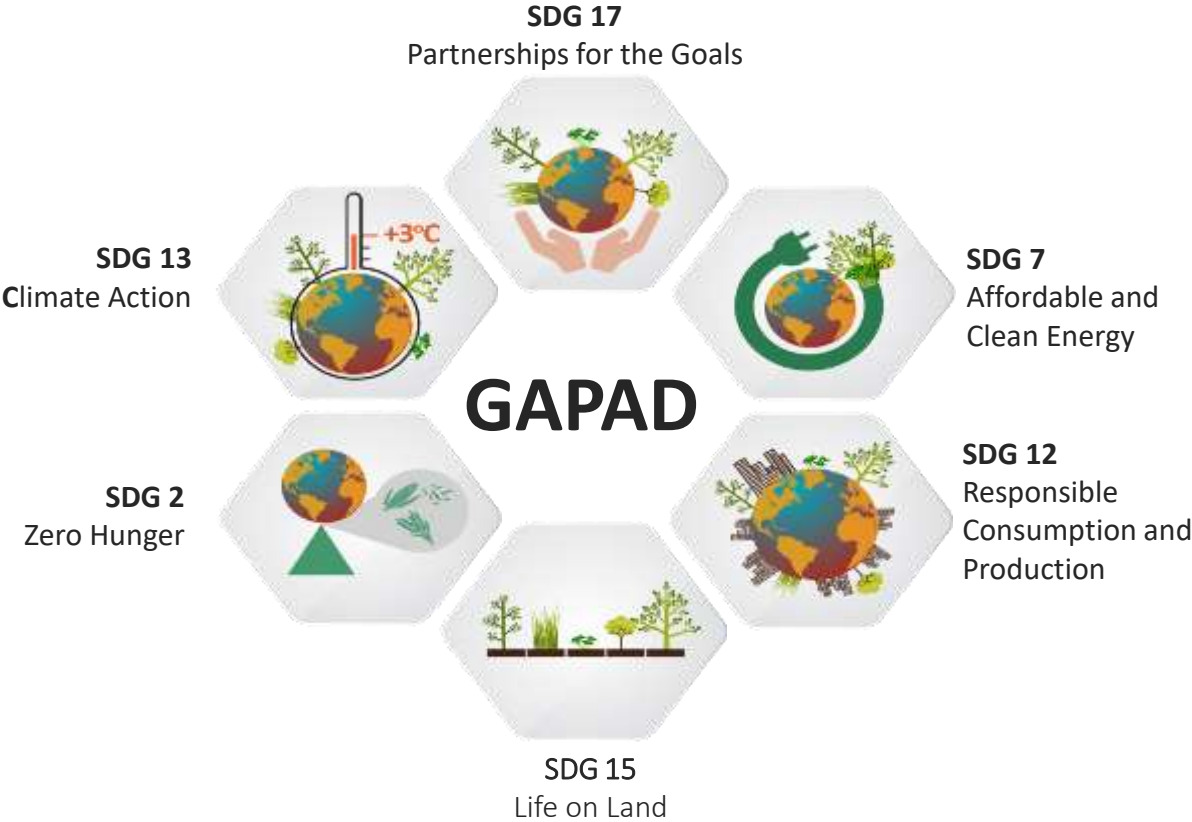 SDG 17
Partnerships for the Goals
+3°C
SDG 13
Climate Action
SDG 7
Affordable and
Clean Energy
GAPAD
SDG 2
Zero Hunger
SDG 12
Responsible
Consumption and
Production
SDG 15
Life on Land